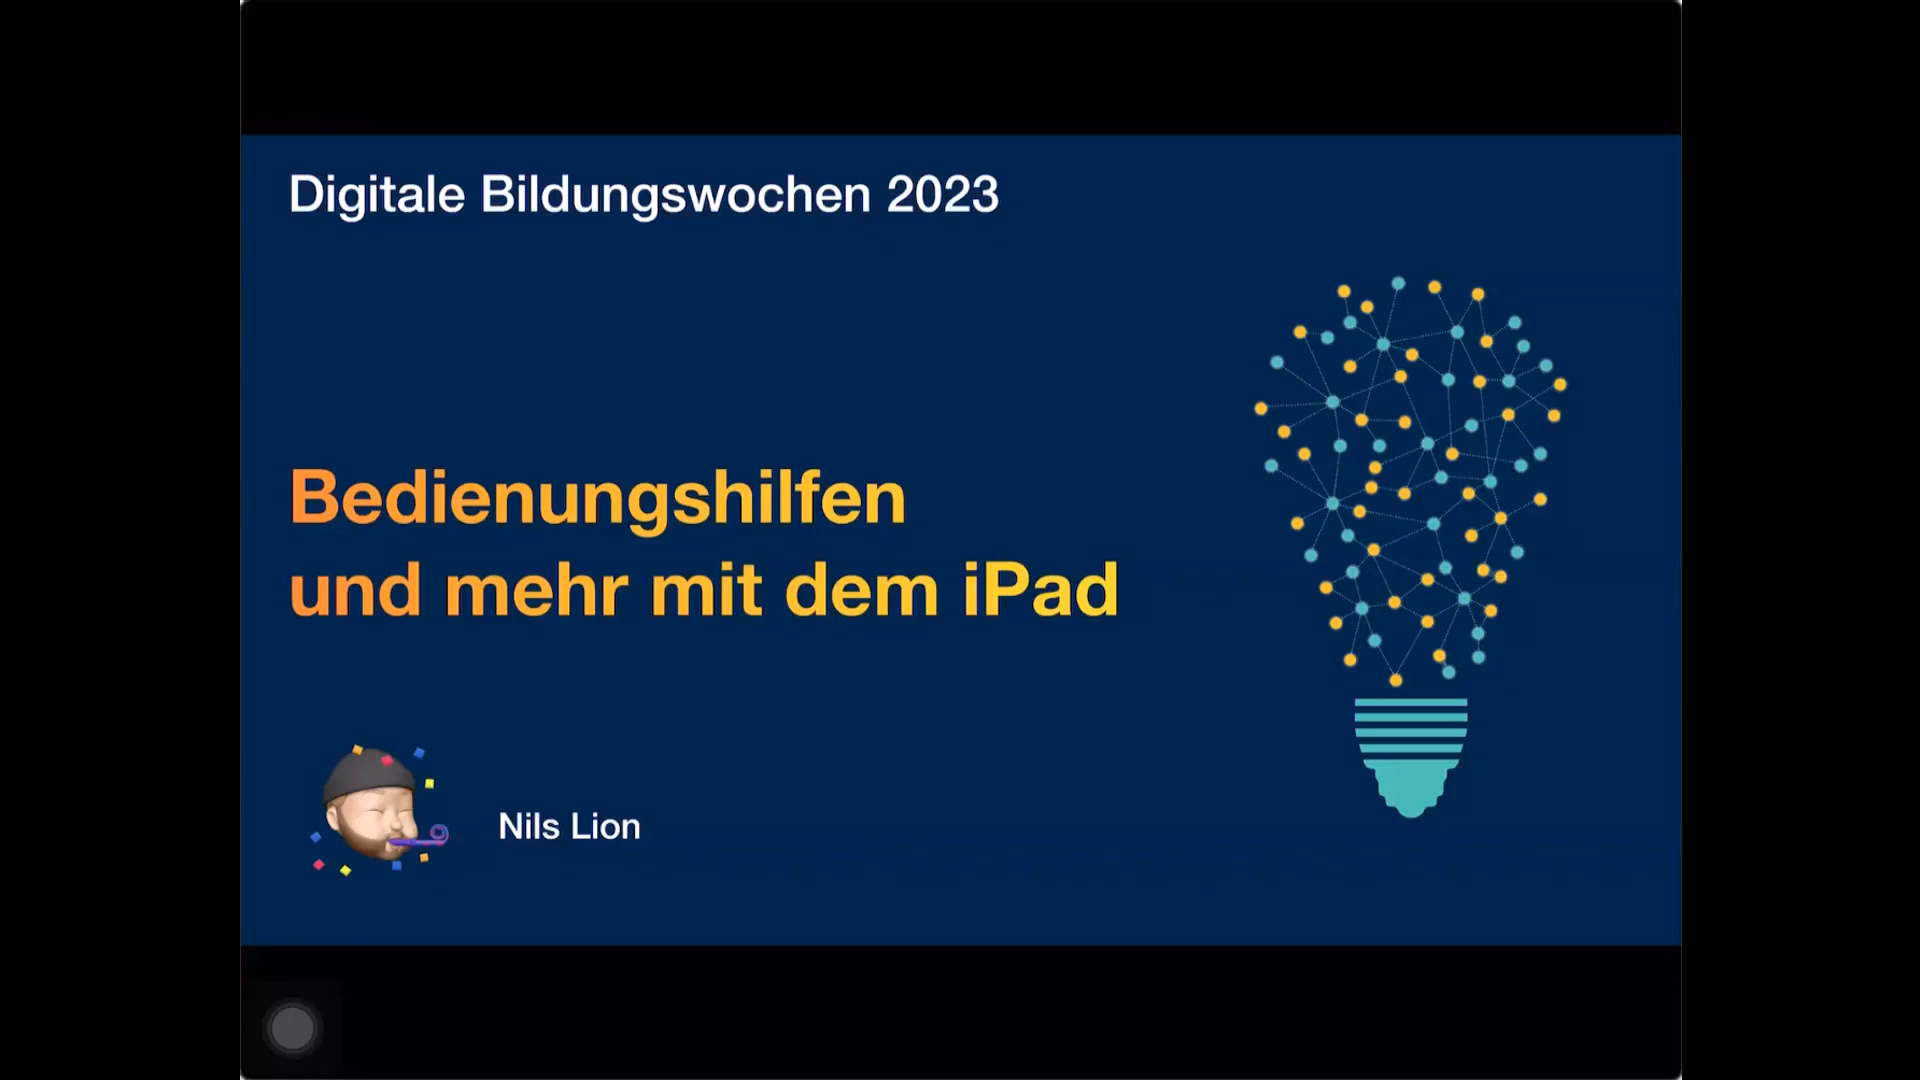 Digitale Bildungswochen 2023
Bedienungshilfen
und mehr mit dem iPad
Nils Lion